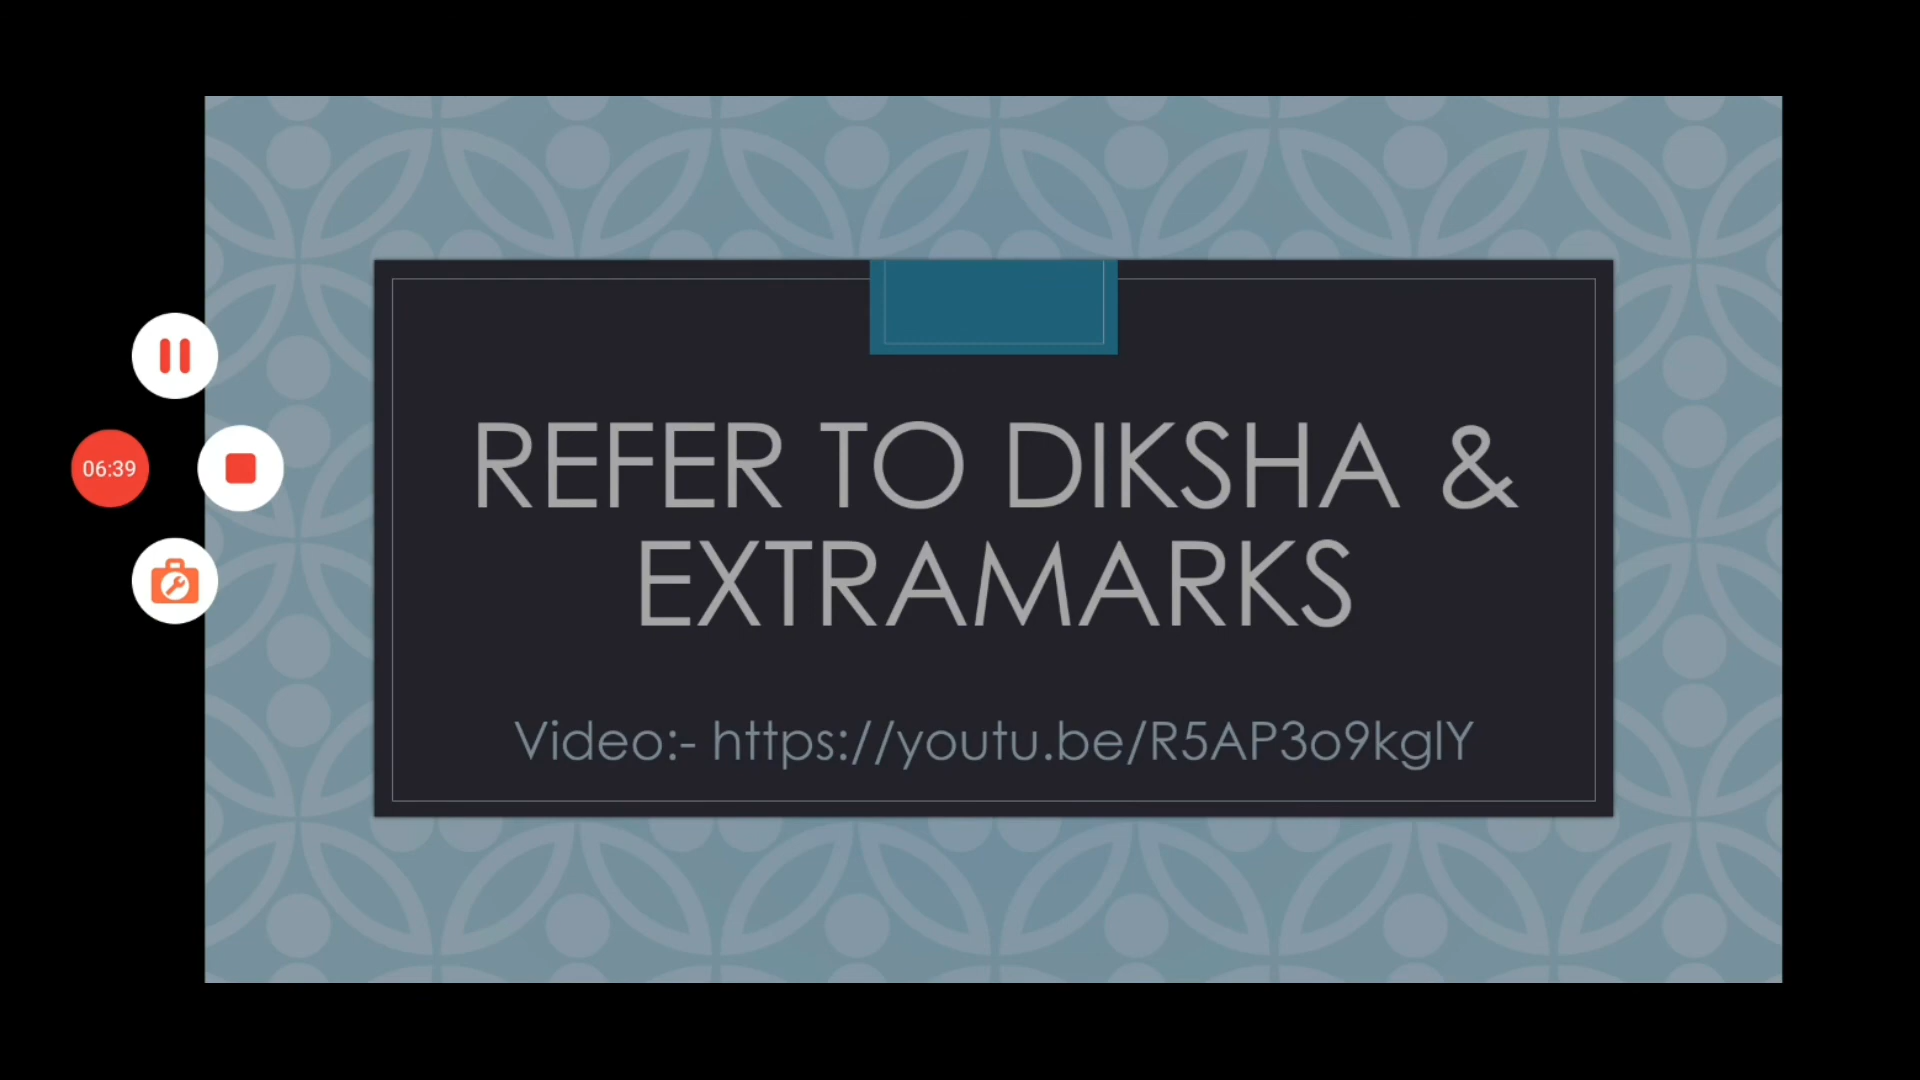 REFER TO DIKSHA &
EXTRAMARKS
Video:- https://youtu.be/R5AP3o9kglY
06:39